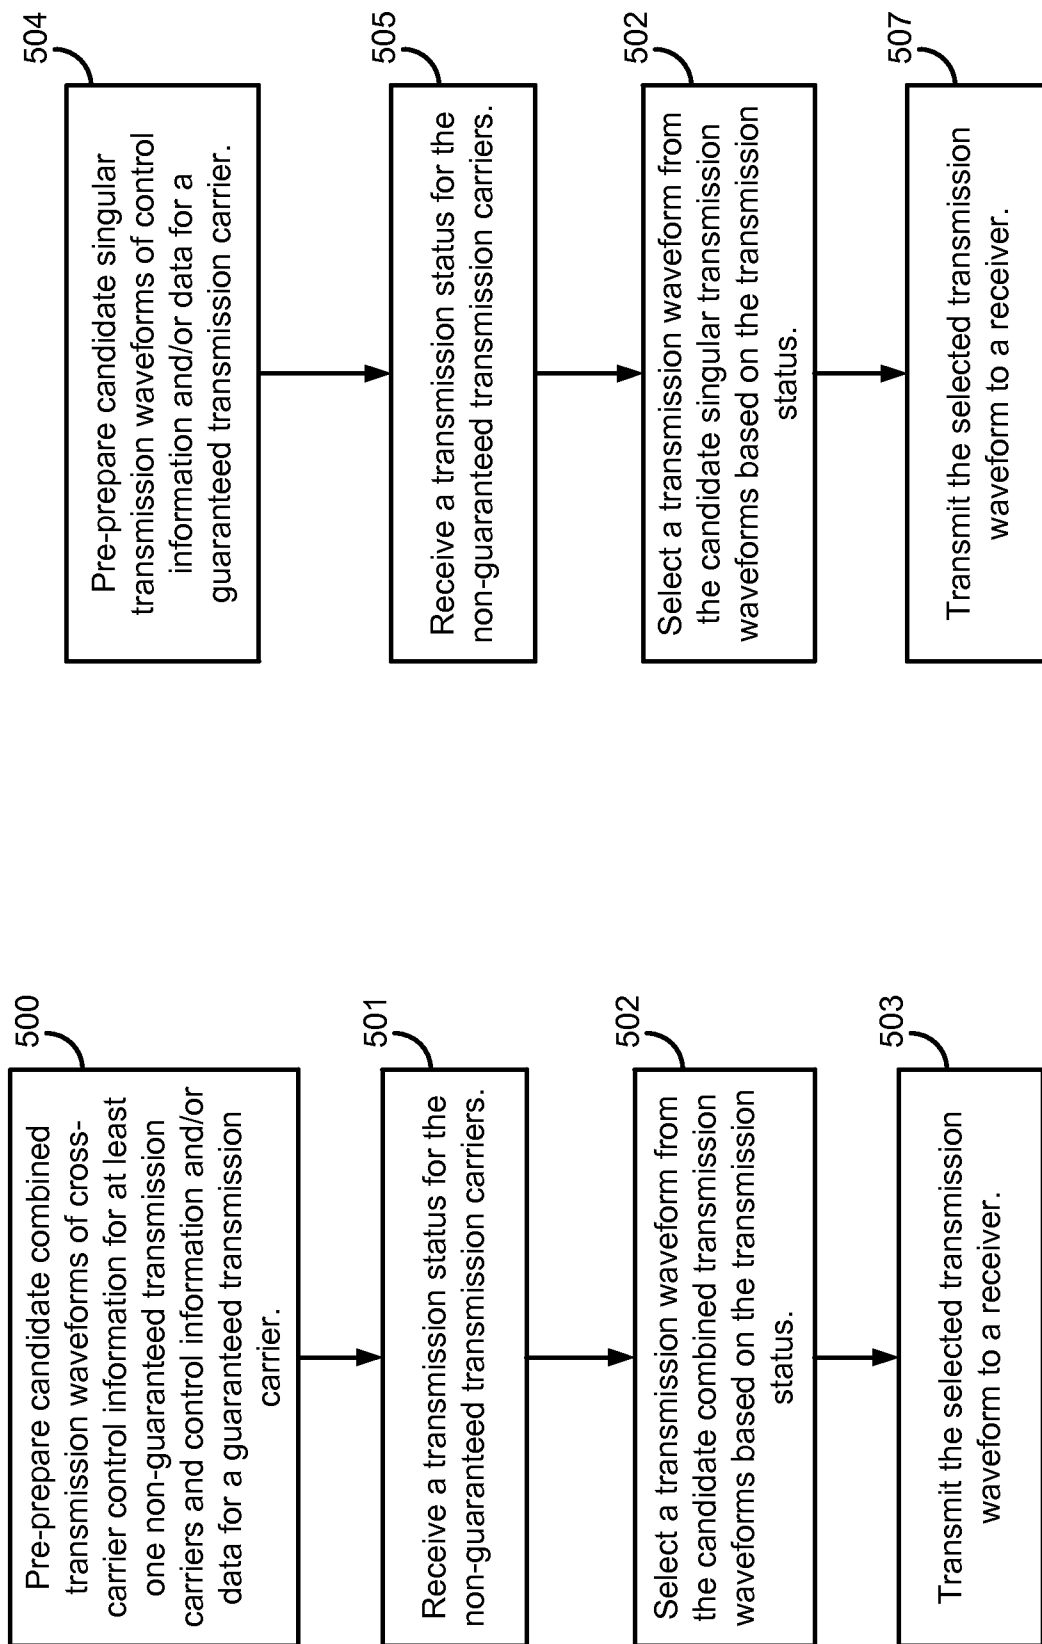 500
Pre-prepare candidate combined
transmission waveforms of cross-
carrier control information for at least
one non-guaranteed transmission
carriers and control information and/or
data for a guaranteed transmission
carrier.
501
Receive a transmission status for the
non-guaranteed transmission carriers.
502
Select a transmission waveform from
the candidate combined transmission
waveforms based on the transmission
status.
503
Transmit the selected transmission
waveform to a receiver.
504
Pre-prepare candidate singular
transmission waveforms of control
information and/or data for a
guaranteed transmission carrier.
505
Receive a transmission status for the
non-guaranteed transmission carriers.
502
Select a transmission waveform from
the candidate singular transmission
waveforms based on the transmission
status.
507
Transmit the selected transmission
waveform to a receiver.